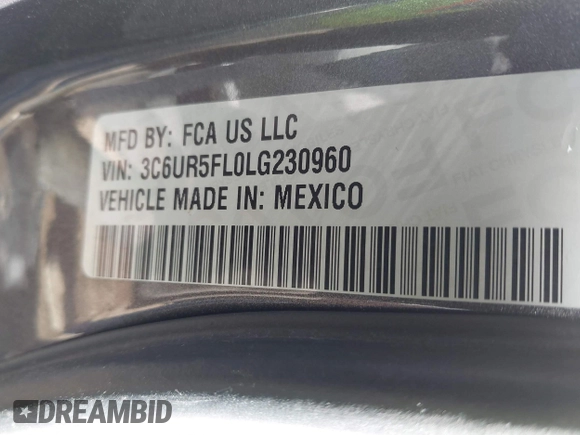 MFD BY: FCA US LLC
VIN: 3C6UR5FL0LG230960
VEHICLE MADE IN: MEXICO
DREAMBID